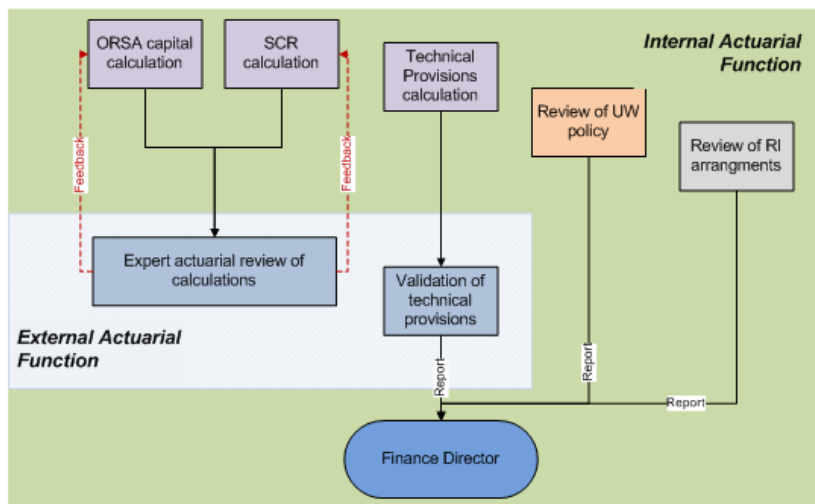 ORSA capital
calculation
SCR
calculation
Technical
Provisions
calculation
Internal Actuarial
Function
Review of UW
policy
Review of RI
arrangments
Feedback
Feedback
Expert actuarial review of
calculations
Validation of
technical
provisions
External Actuarial
Function
Report
Report
Report
Finance Director